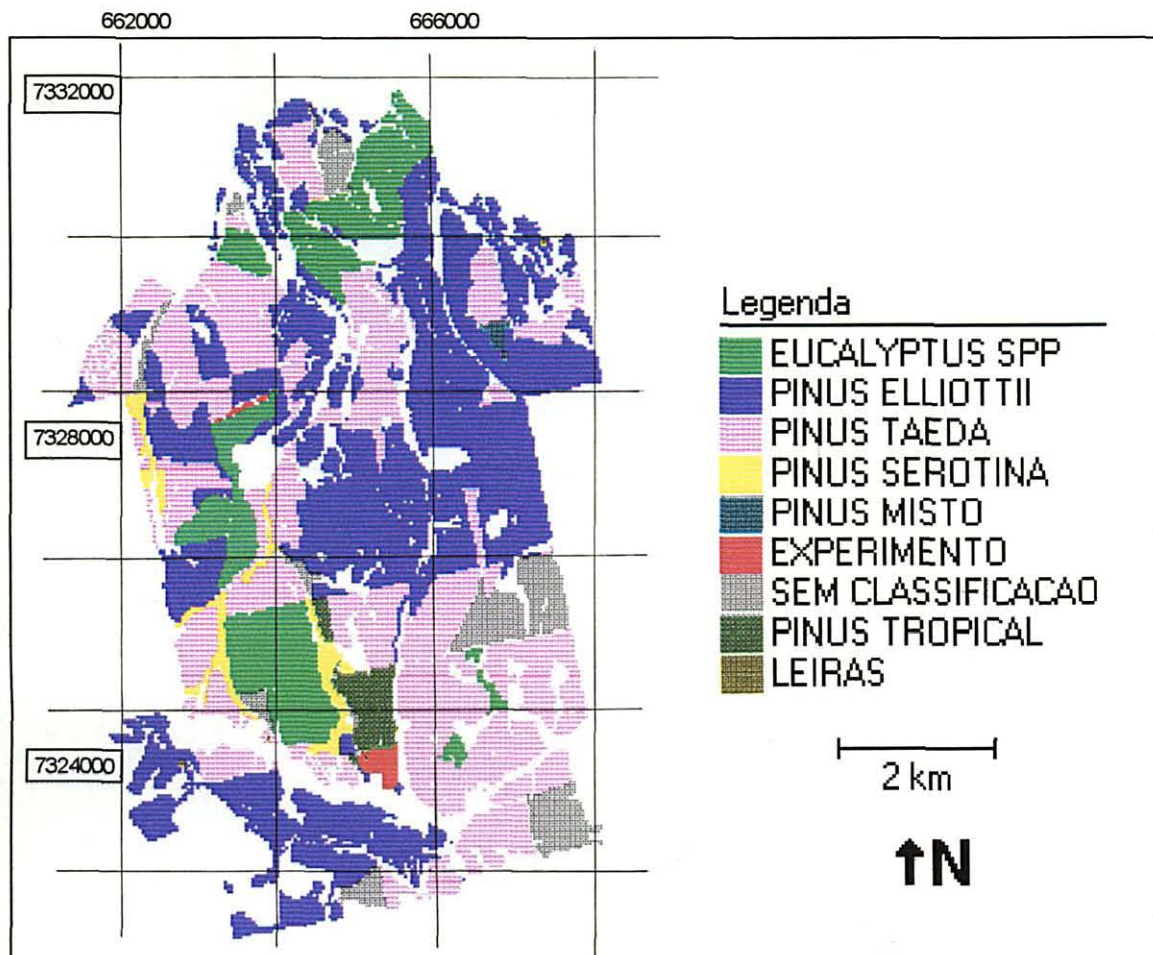 662000 666000
7332000
7328000
7324000
Legenda
EUCALYPTUS SPP
PINUS ELLIOTTII
PINUS TAEDA
PINUS SEROTINA
PINUS MISTO
EXPERIMENTO
SEM CLASSIFICACAO
PINUS TROPICAL
LEIRAS
2 km
N